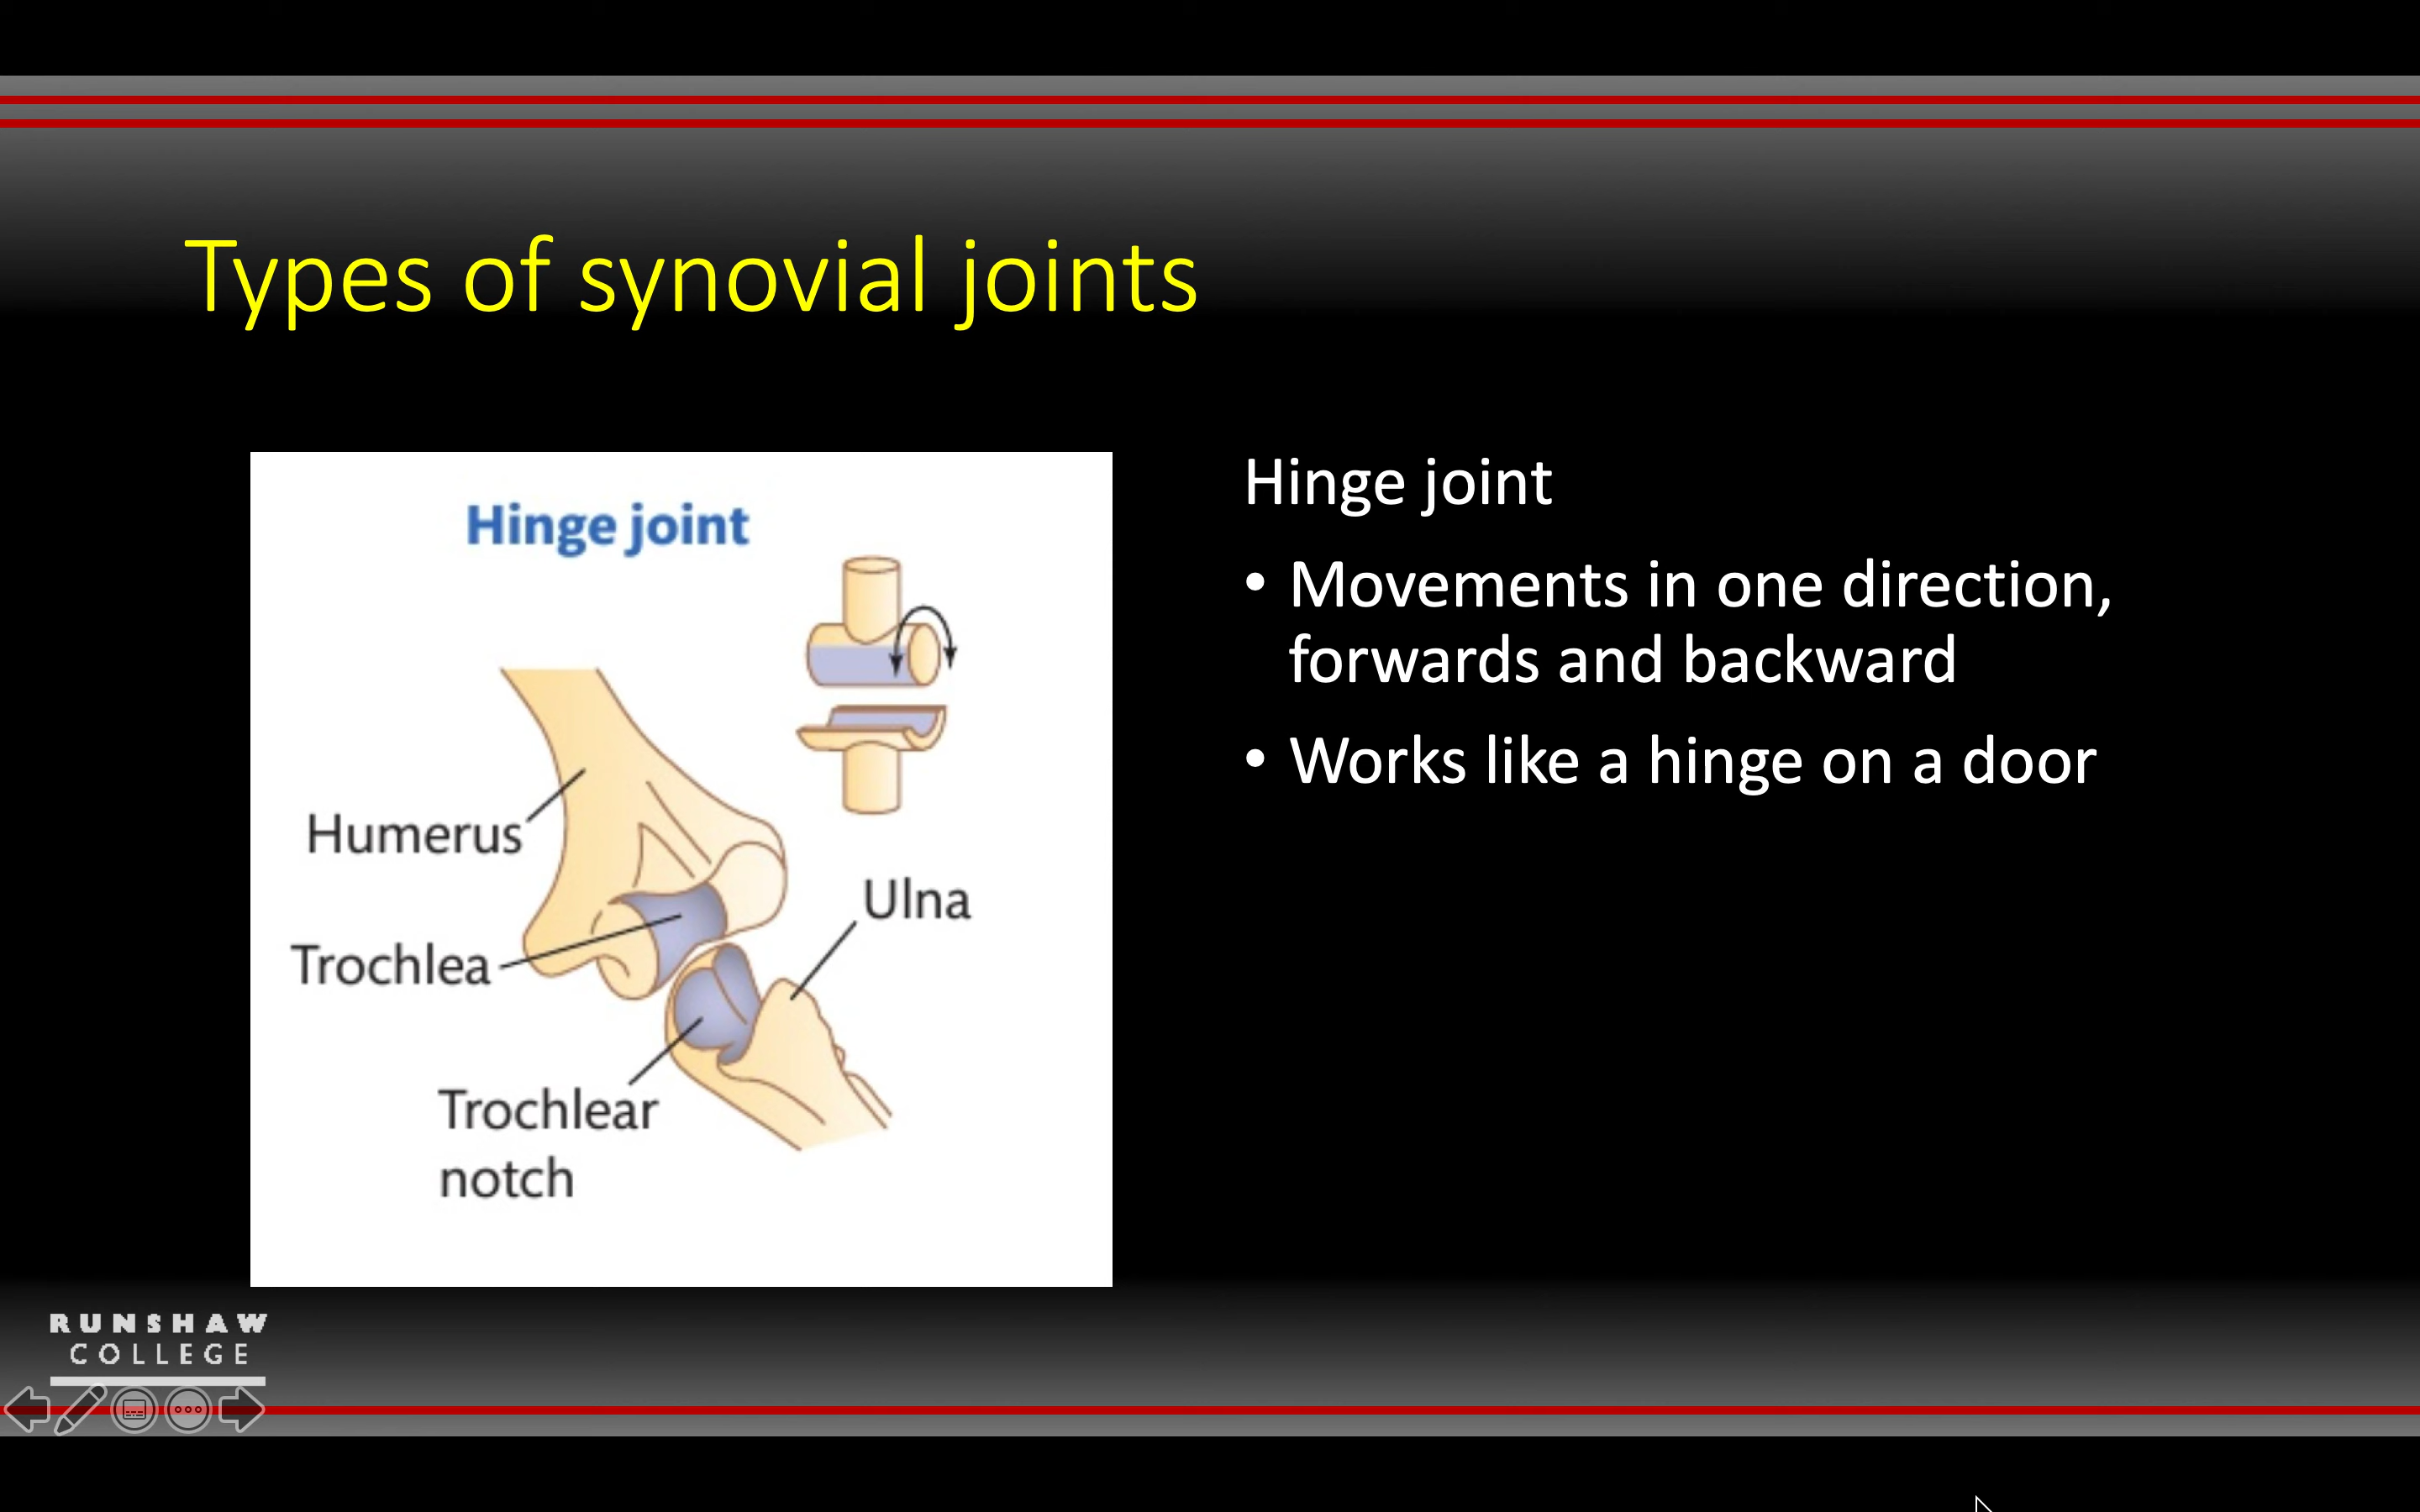 Types of synovial joints
Hinge joint
Humerus
Trochlea
Ulna
Trochlear
notch
Hinge joint
• Movements in one direction,
forwards and backward
• Works like a hinge on a door
RUNSHAW
COLLEGE